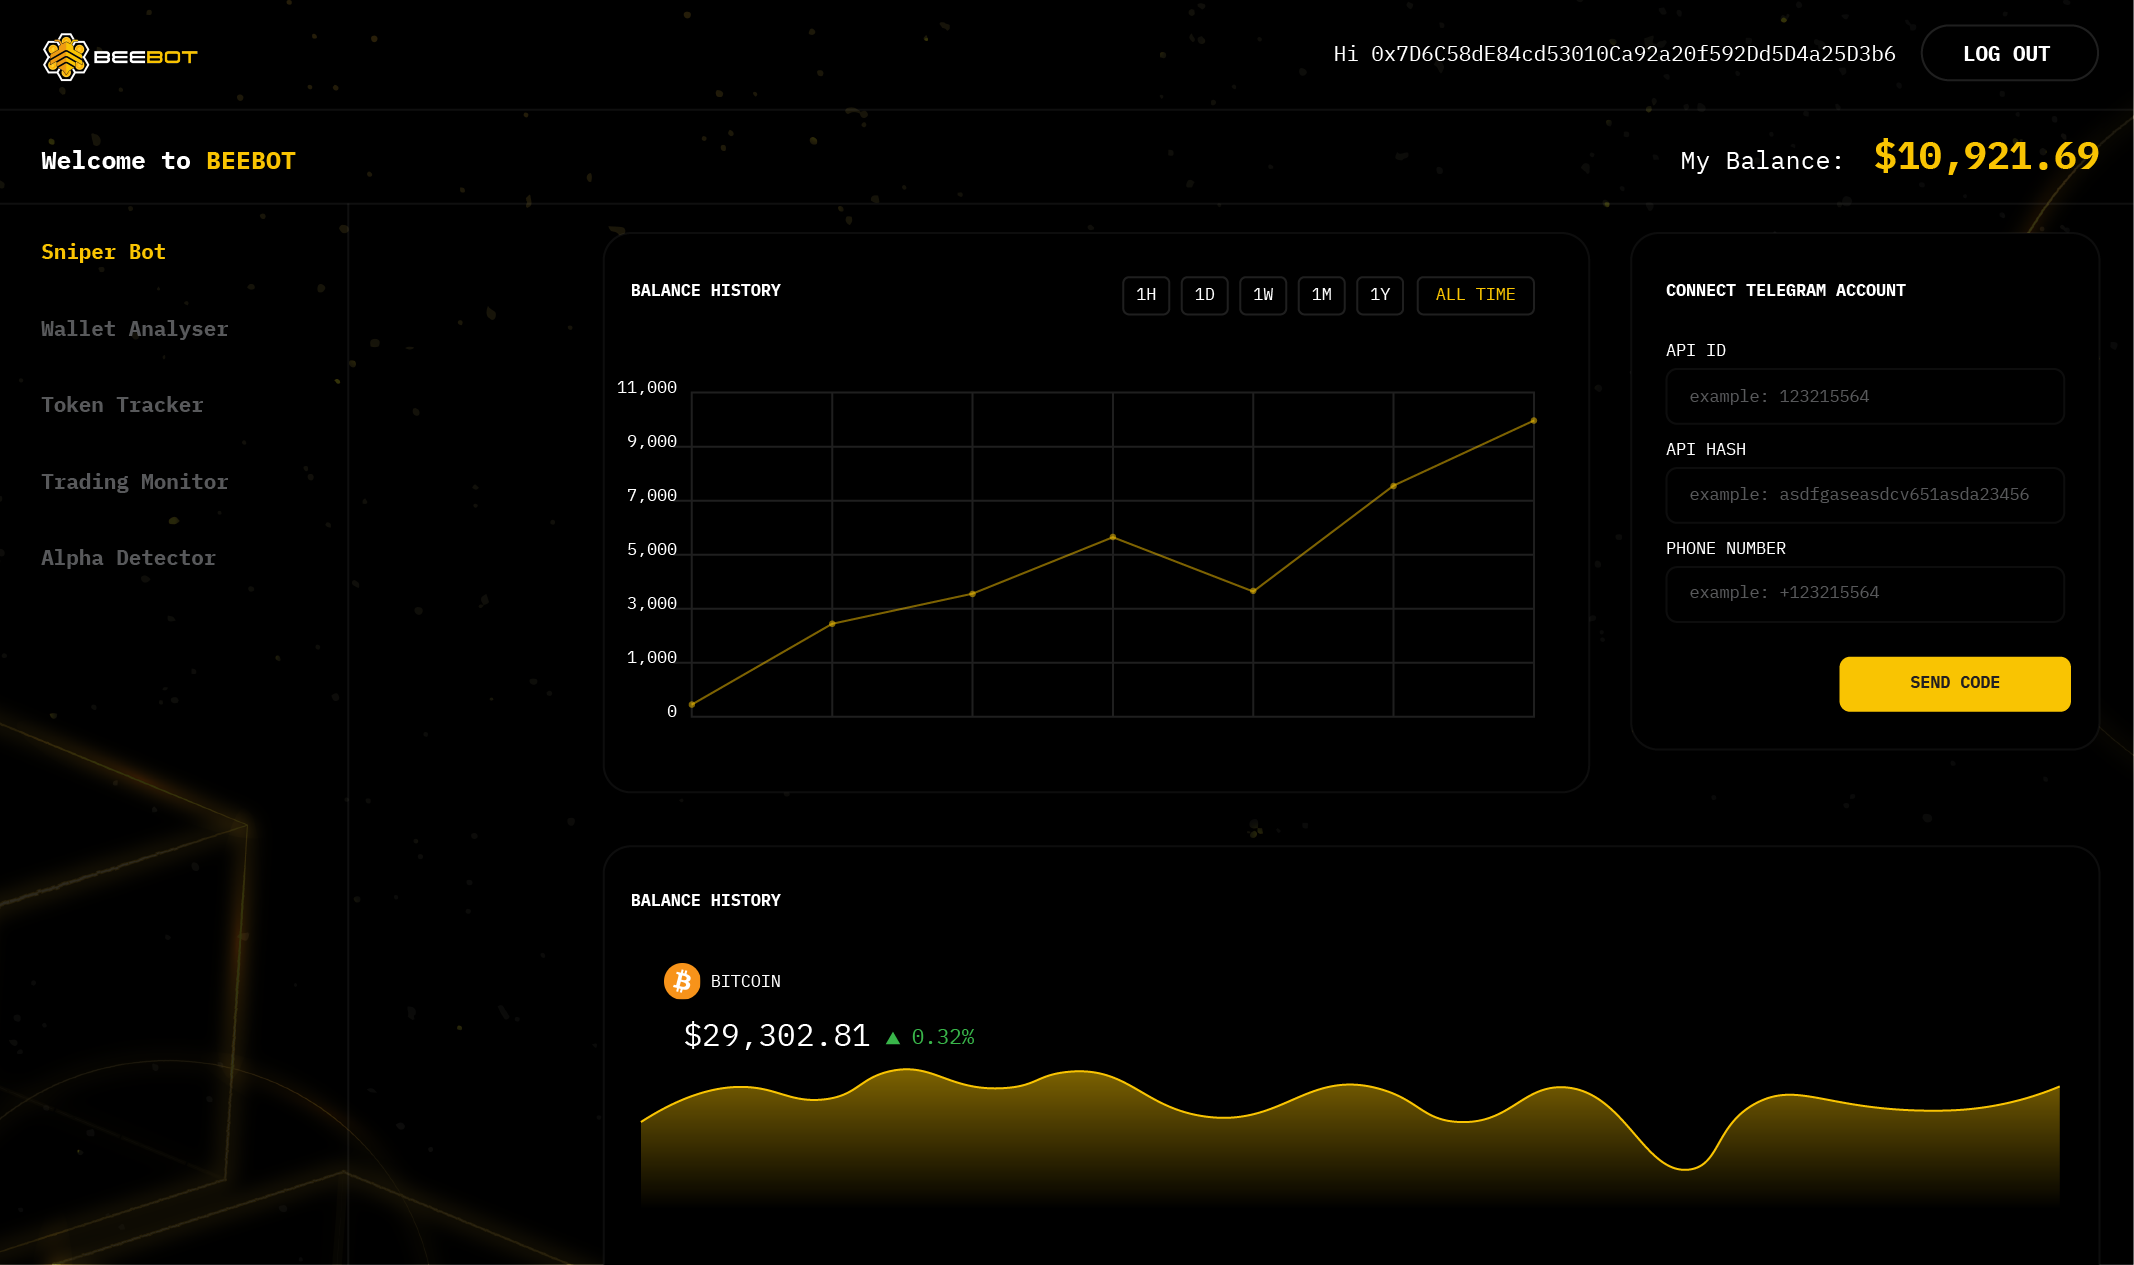 BEEBOT
Hi 0x7D6C58dE84cd53010Ca92a20f592Dd5D4a25D3b6
LOG OUT
Welcome to BEEBOT
My Balance: $10,921.69
Sniper Bot
Wallet Analyser
Token Tracker
Trading Monitor
Alpha Detector
BALANCE HISTORY
1H 1D 1W 1M 1Y ALL TIME
11,000
9,000
7,000
5,000
3,000
1,000
0
CONNECT TELEGRAM ACCOUNT
API ID
example: 123215564
API HASH
example: asdfgaseasdcv651asda23456
PHONE NUMBER
example: +123215564
SEND CODE
BALANCE HISTORY
BITCOIN
$29,302.81 ▲ 0.32%